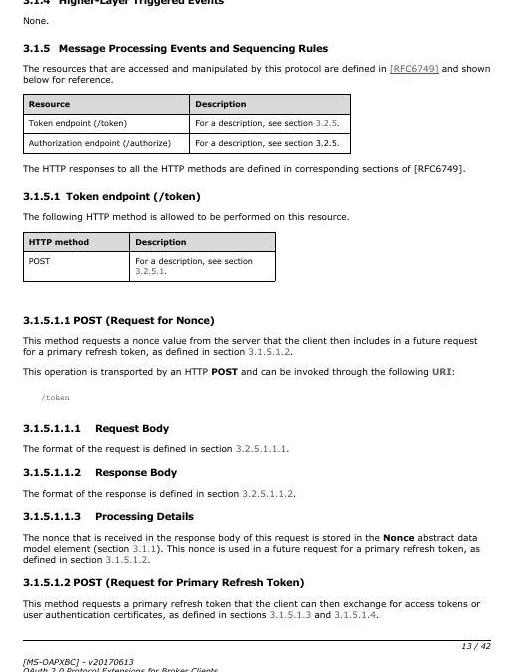 3.1.4 Higher-Layer Triggered Events
None.
3.1.5 Message Processing Events and Sequencing Rules
The resources that are accessed and manipulated by this protocol are defined in [RFC6749] and shown
below for reference.
Resource Description
Token endpoint (/token) For a description, see section 3.2.5.
Authorization endpoint (/authorize) For a description, see section 3.2.5.
The HTTP responses to all the HTTP methods are defined in corresponding sections of [RFC6749].
3.1.5.1 Token endpoint (/token)
The following HTTP method is allowed to be performed on this resource.
HTTP method Description
POST For a description, see section
3.2.5.1.
3.1.5.1.1 POST (Request for Nonce)
This method requests a nonce value from the server that the client then includes in a future request
for a primary refresh token, as defined in section 3.1.5.1.2.
This operation is transported by an HTTP POST and can be invoked through the following URI:
/token
3.1.5.1.1.1 Request Body
The format of the request is defined in section 3.2.5.1.1.1.
3.1.5.1.1.2 Response Body
The format of the response is defined in section 3.2.5.1.1.2.
3.1.5.1.1.3 Processing Details
The nonce that is received in the response body of this request is stored in the Nonce abstract data
model element (section 3.1.1). This nonce is used in a future request for a primary refresh token, as
defined in section 3.1.5.1.2.
3.1.5.1.2 POST (Request for Primary Refresh Token)
This method requests a primary refresh token that the client can then exchange for access tokens or
user authentication certificates, as defined in sections 3.1.5.1.3 and 3.1.5.1.4.
13 / 42
[MS-OAPXBC] - v20170613
OAuth 2.0 Protocol Extensions for Broker Clients